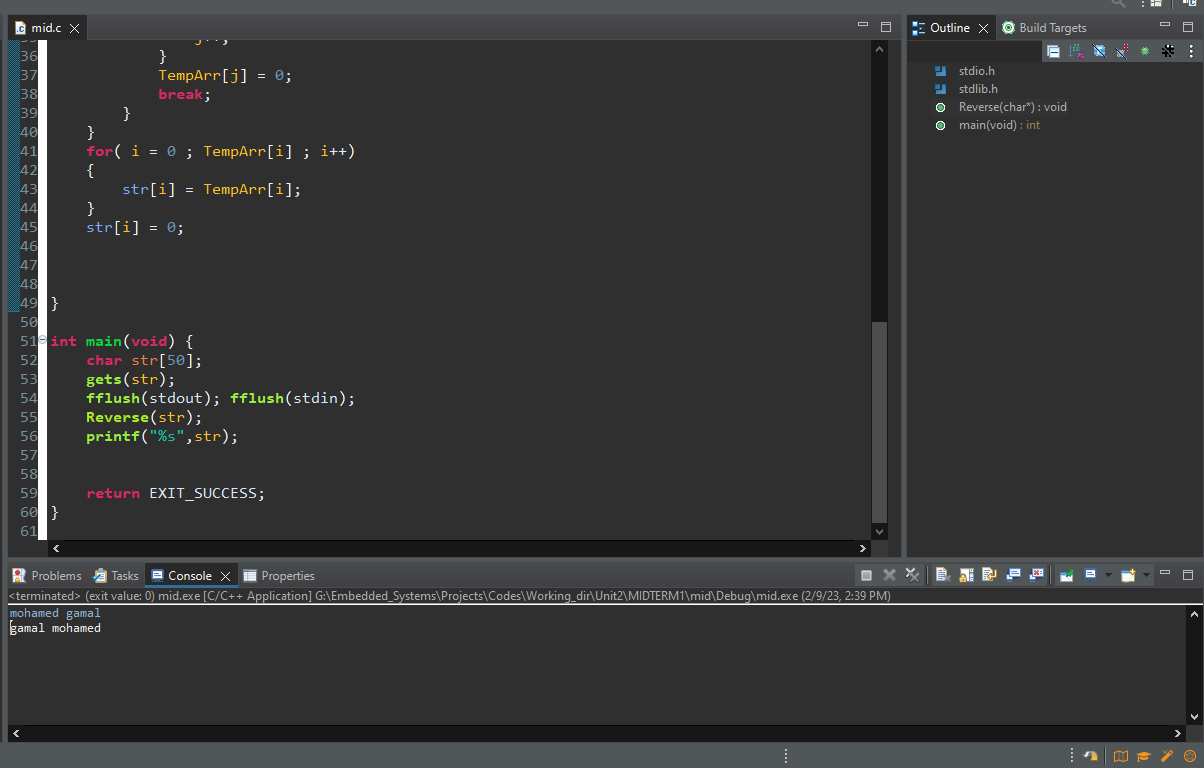 mid.c
36 }
37 TempArr[j] = 0;
38 break;
39 }
40 }
41 for( i = 0 ; TempArr[i] ; i++)
42 {
43 str[i] = TempArr[i];
44 }
45 str[i] = 0;
46
47
48
49 }
50
51 int main(void) {
52 char str[50];
53 gets(str);
54 fflush(stdout); fflush(stdin);
55 Reverse(str);
56 printf("%s",str);
57
58
59 return EXIT_SUCCESS;
60 }
61
Outline Build Targets
stdio.h
stdlib.h
Reverse(char*) : void
main(void) : int
Problems Tasks Console Properties
<terminated> (exit value: 0) mid.exe [C/C++ Application] G:\Embedded_Systems\Projects\Codes\Working_dir\Unit2\MIDTERM1\mid\Debug\mid.exe (2/9/23, 2:39 PM)
mohamed gamal
gamal mohamed